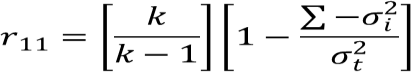 r₁₁ = [k / (k − 1)] [1 − (∑ −σᵢ²) / σₜ²]